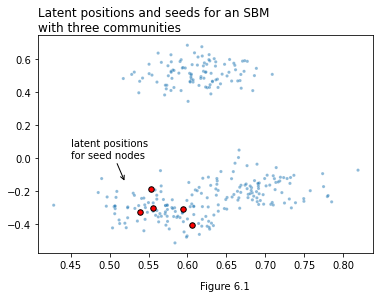 Latent positions and seeds for an SBM
with three communities
0.6
0.4
0.2
0.0
−0.2
−0.4
latent positions
for seed nodes
0.45 0.50 0.55 0.60 0.65 0.70 0.75 0.80
Figure 6.1